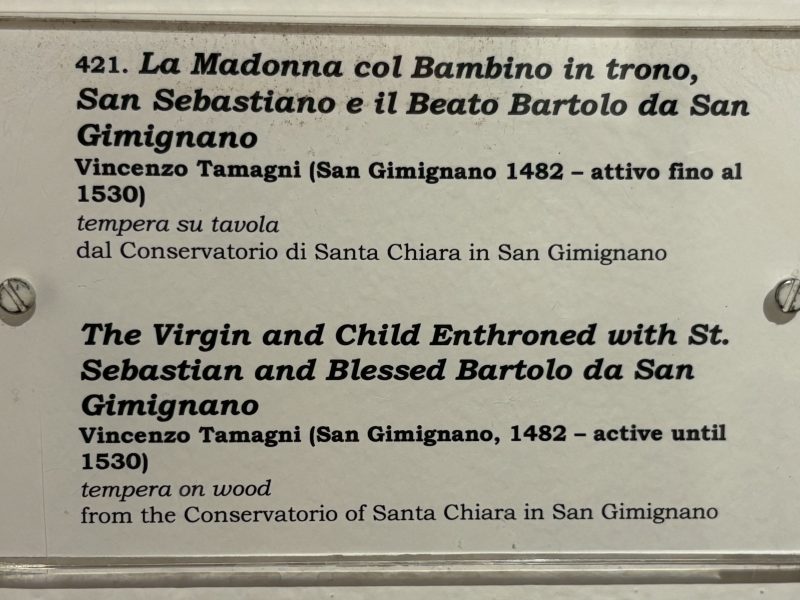 421. La Madonna col Bambino in trono,
San Sebastiano e il Beato Bartolo da San
Gimignano
Vincenzo Tamagni (San Gimignano 1482 – attivo fino al
1530)
tempera su tavola
dal Conservatorio di Santa Chiara in San Gimignano
The Virgin and Child Enthroned with St.
Sebastian and Blessed Bartolo da San
Gimignano
Vincenzo Tamagni (San Gimignano, 1482 – active until
1530)
tempera on wood
from the Conservatorio of Santa Chiara in San Gimignano